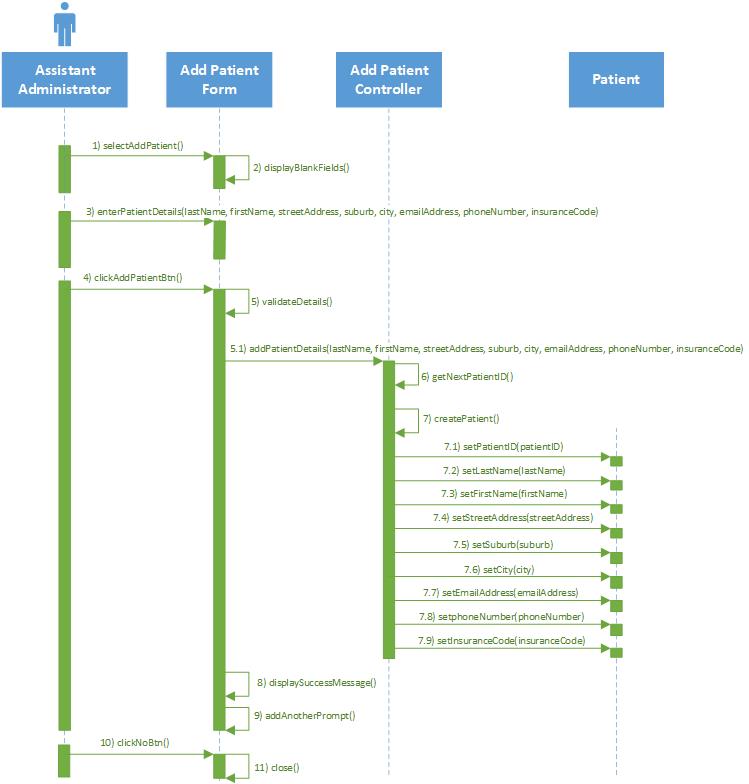 Assistant
Administrator
Add Patient
Form
Add Patient
Controller
Patient
1) selectAddPatient()
2) displayBlankFields()
3) enterPatientDetails(lastName, firstName, streetAddress, suburb, city, emailAddress, phoneNumber, insuranceCode)
4) clickAddPatientBtn()
5) validateDetails()
5.1) addPatientDetails(lastName, firstName, streetAddress, suburb, city, emailAddress, phoneNumber, insuranceCode)
6) getNextPatientID()
7) createPatient()
7.1) setPatientID(patientID)
7.2) setLastName(lastName)
7.3) setFirstName(firstName)
7.4) setStreetAddress(streetAddress)
7.5) setSuburb(suburb)
7.6) setCity(city)
7.7) setEmailAddress(emailAddress)
7.8) setphoneNumber(phoneNumber)
7.9) setInsuranceCode(insuranceCode)
8) displaySuccessMessage()
9) addAnotherPrompt()
10) clickNoBtn()
11) close()